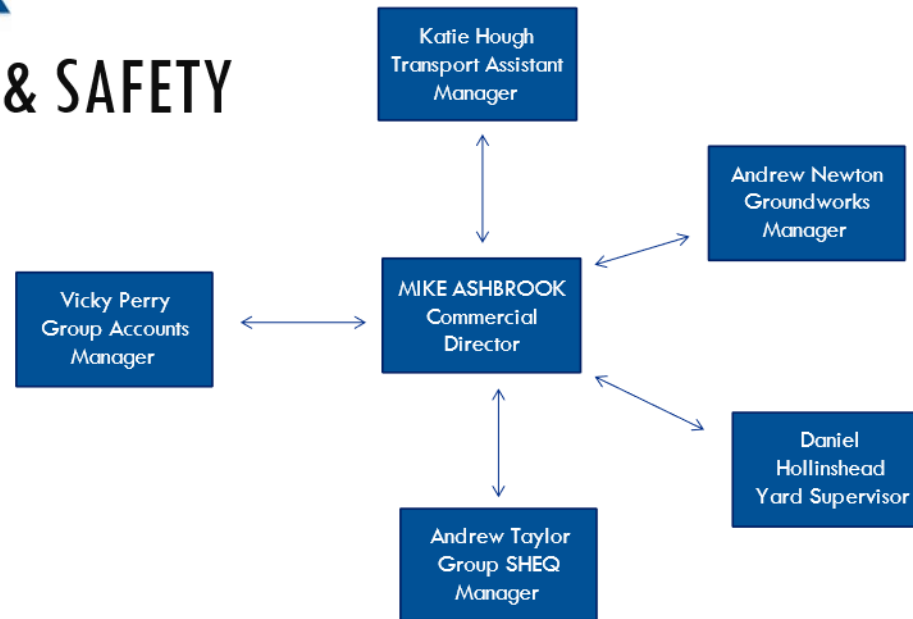 & SAFETY
Katie Hough
Transport Assistant
Manager
Andrew Newton
Groundworks
Manager
MIKE ASHBROOK
Commercial
Director
Vicky Perry
Group Accounts
Manager
Daniel
Hollinshead
Yard Supervisor
Andrew Taylor
Group SHEQ
Manager